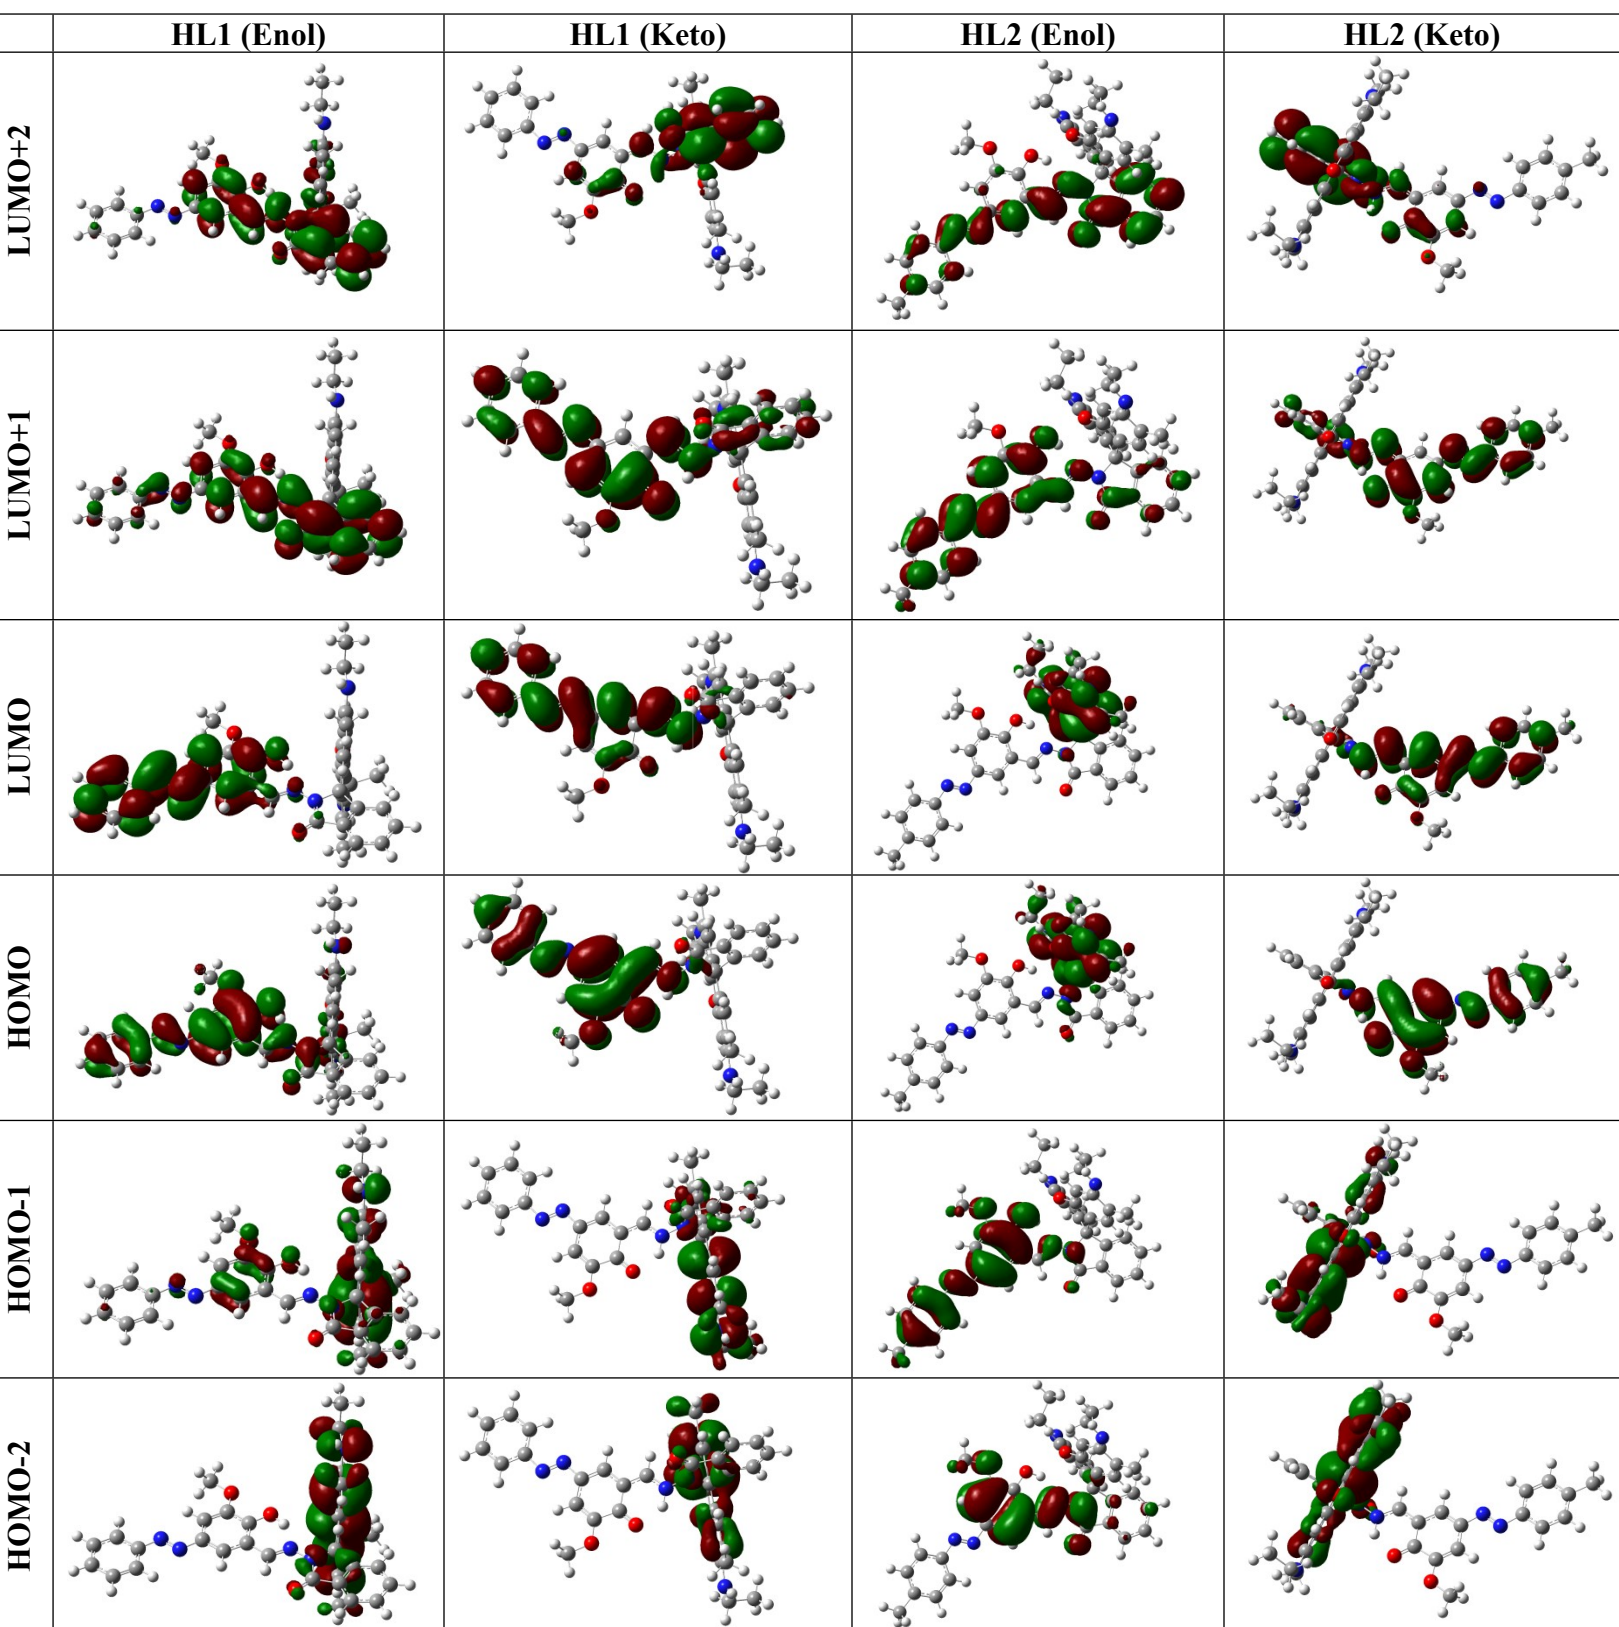 HL1 (Enol) HL1 (Keto) HL2 (Enol) HL2 (Keto)
LUMO+2
LUMO+1
LUMO
HOMO
HOMO-1
HOMO-2